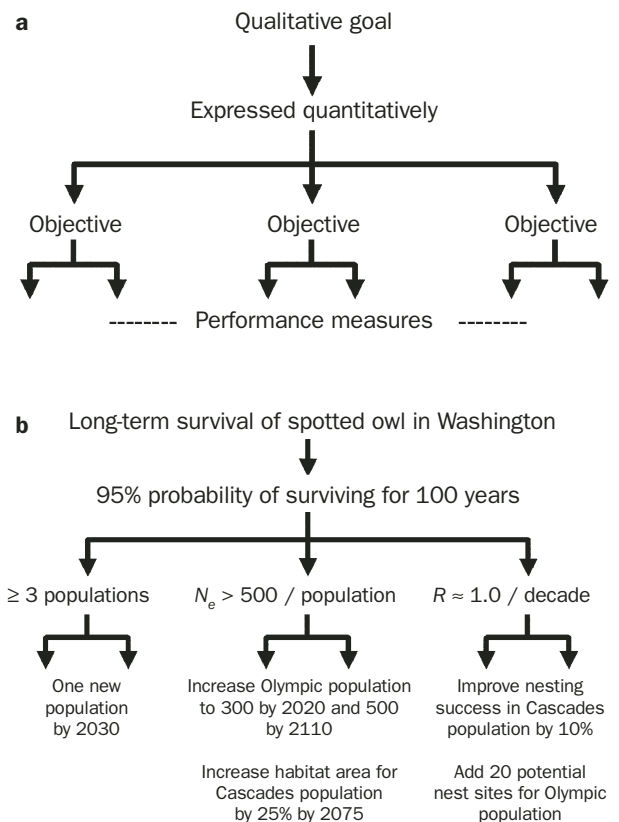 a
Qualitative goal
Expressed quantitatively
Objective
Objective
Objective
-------- Performance measures --------
b
Long-term survival of spotted owl in Washington
95% probability of surviving for 100 years
≥ 3 populations
Nₑ > 500 / population
R ≈ 1.0 / decade
One new
population
by 2030
Increase Olympic population
to 300 by 2020 and 500
by 2110
Increase habitat area for
Cascades population
by 25% by 2075
Improve nesting
success in Cascades
population by 10%
Add 20 potential
nest sites for Olympic
population